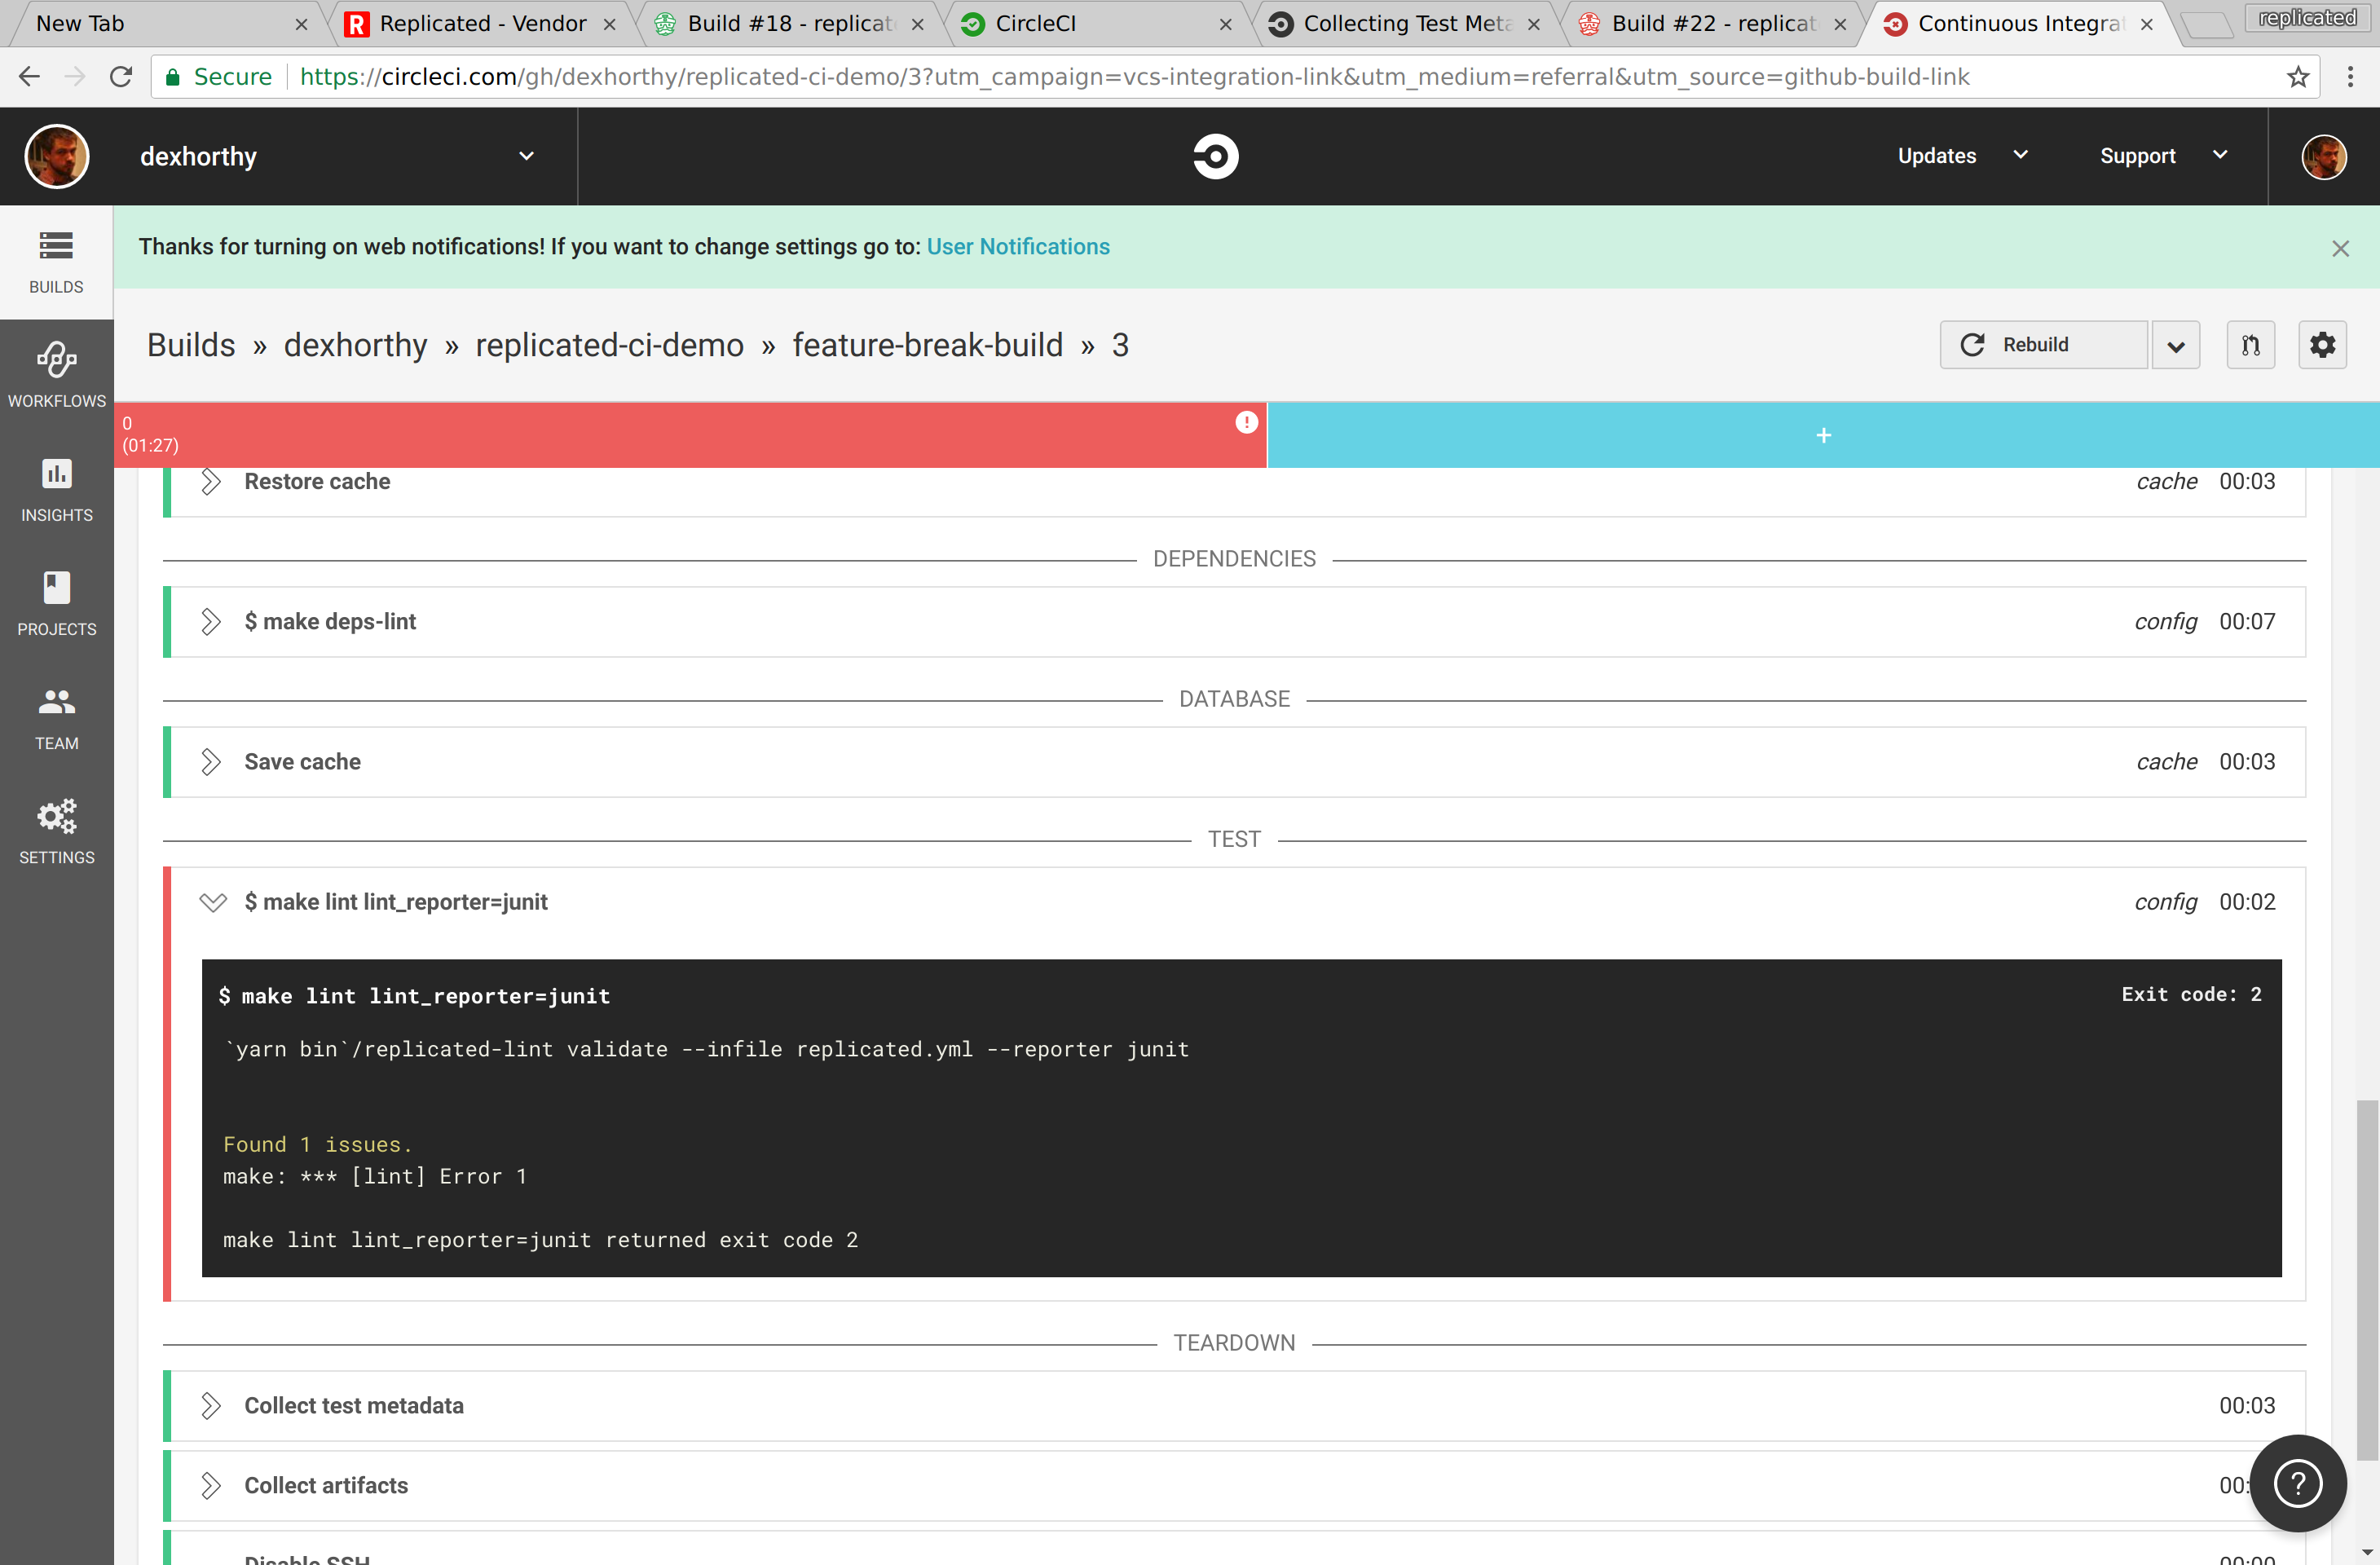 New Tab
Replicated - Vendor
Build #18 - replicat
CircleCI
Collecting Test Meta
Build #22 - replicat
Continuous Integrat
replicated
Secure
https://circleci.com/gh/dexhorthy/replicated-ci-demo/3?utm_campaign=vcs-integration-link&utm_medium=referral&utm_source=github-build-link
dexhorthy
Updates
Support
BUILDS
WORKFLOWS
INSIGHTS
PROJECTS
TEAM
SETTINGS
Thanks for turning on web notifications! If you want to change settings go to: User Notifications
Builds » dexhorthy » replicated-ci-demo » feature-break-build » 3
Rebuild
0
(01:27)
+
Restore cache cache 00:03
DEPENDENCIES
$ make deps-lint config 00:07
DATABASE
Save cache cache 00:03
TEST
$ make lint lint_reporter=junit config 00:02
$ make lint lint_reporter=junit Exit code: 2
`yarn bin`/replicated-lint validate --infile replicated.yml --reporter junit
Found 1 issues.
make: *** [lint] Error 1
make lint lint_reporter=junit returned exit code 2
TEARDOWN
Collect test metadata 00:03
Collect artifacts 00:
Disable SSH 00:00